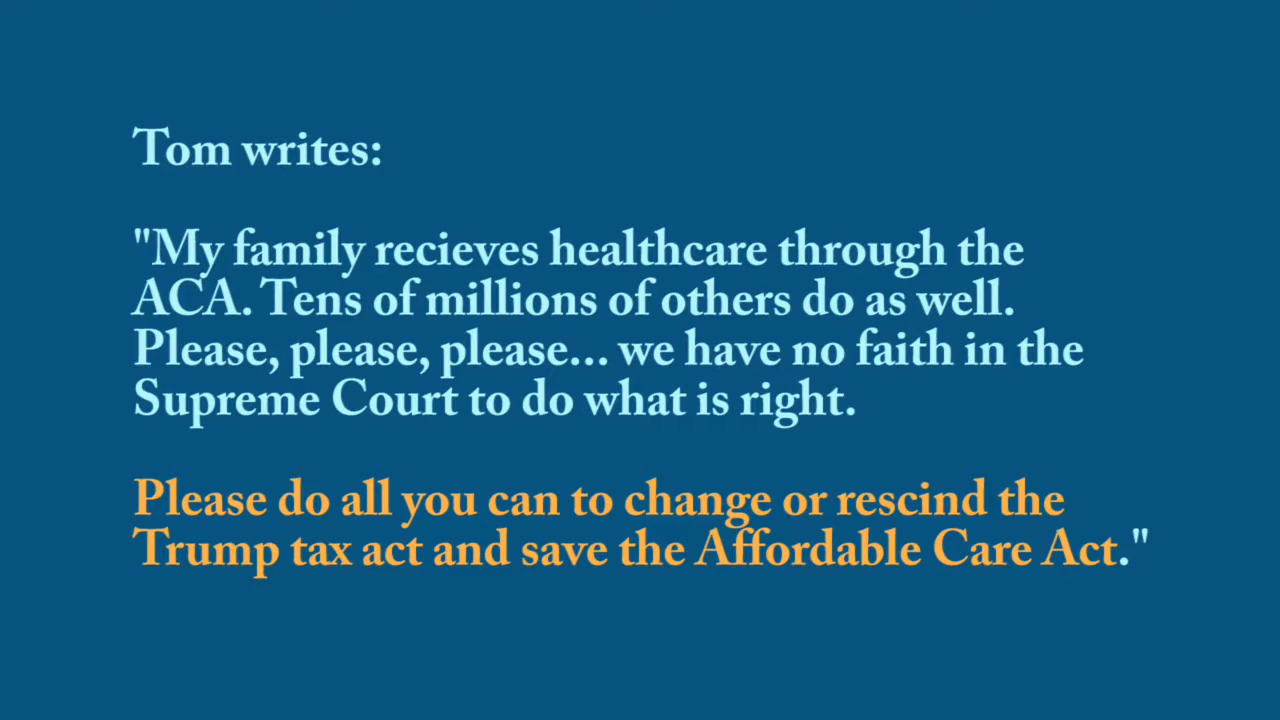 Tom writes:
"My family recieves healthcare through the
ACA. Tens of millions of others do as well.
Please, please, please... we have no faith in the
Supreme Court to do what is right.
Please do all you can to change or rescind the
Trump tax act and save the Affordable Care Act."